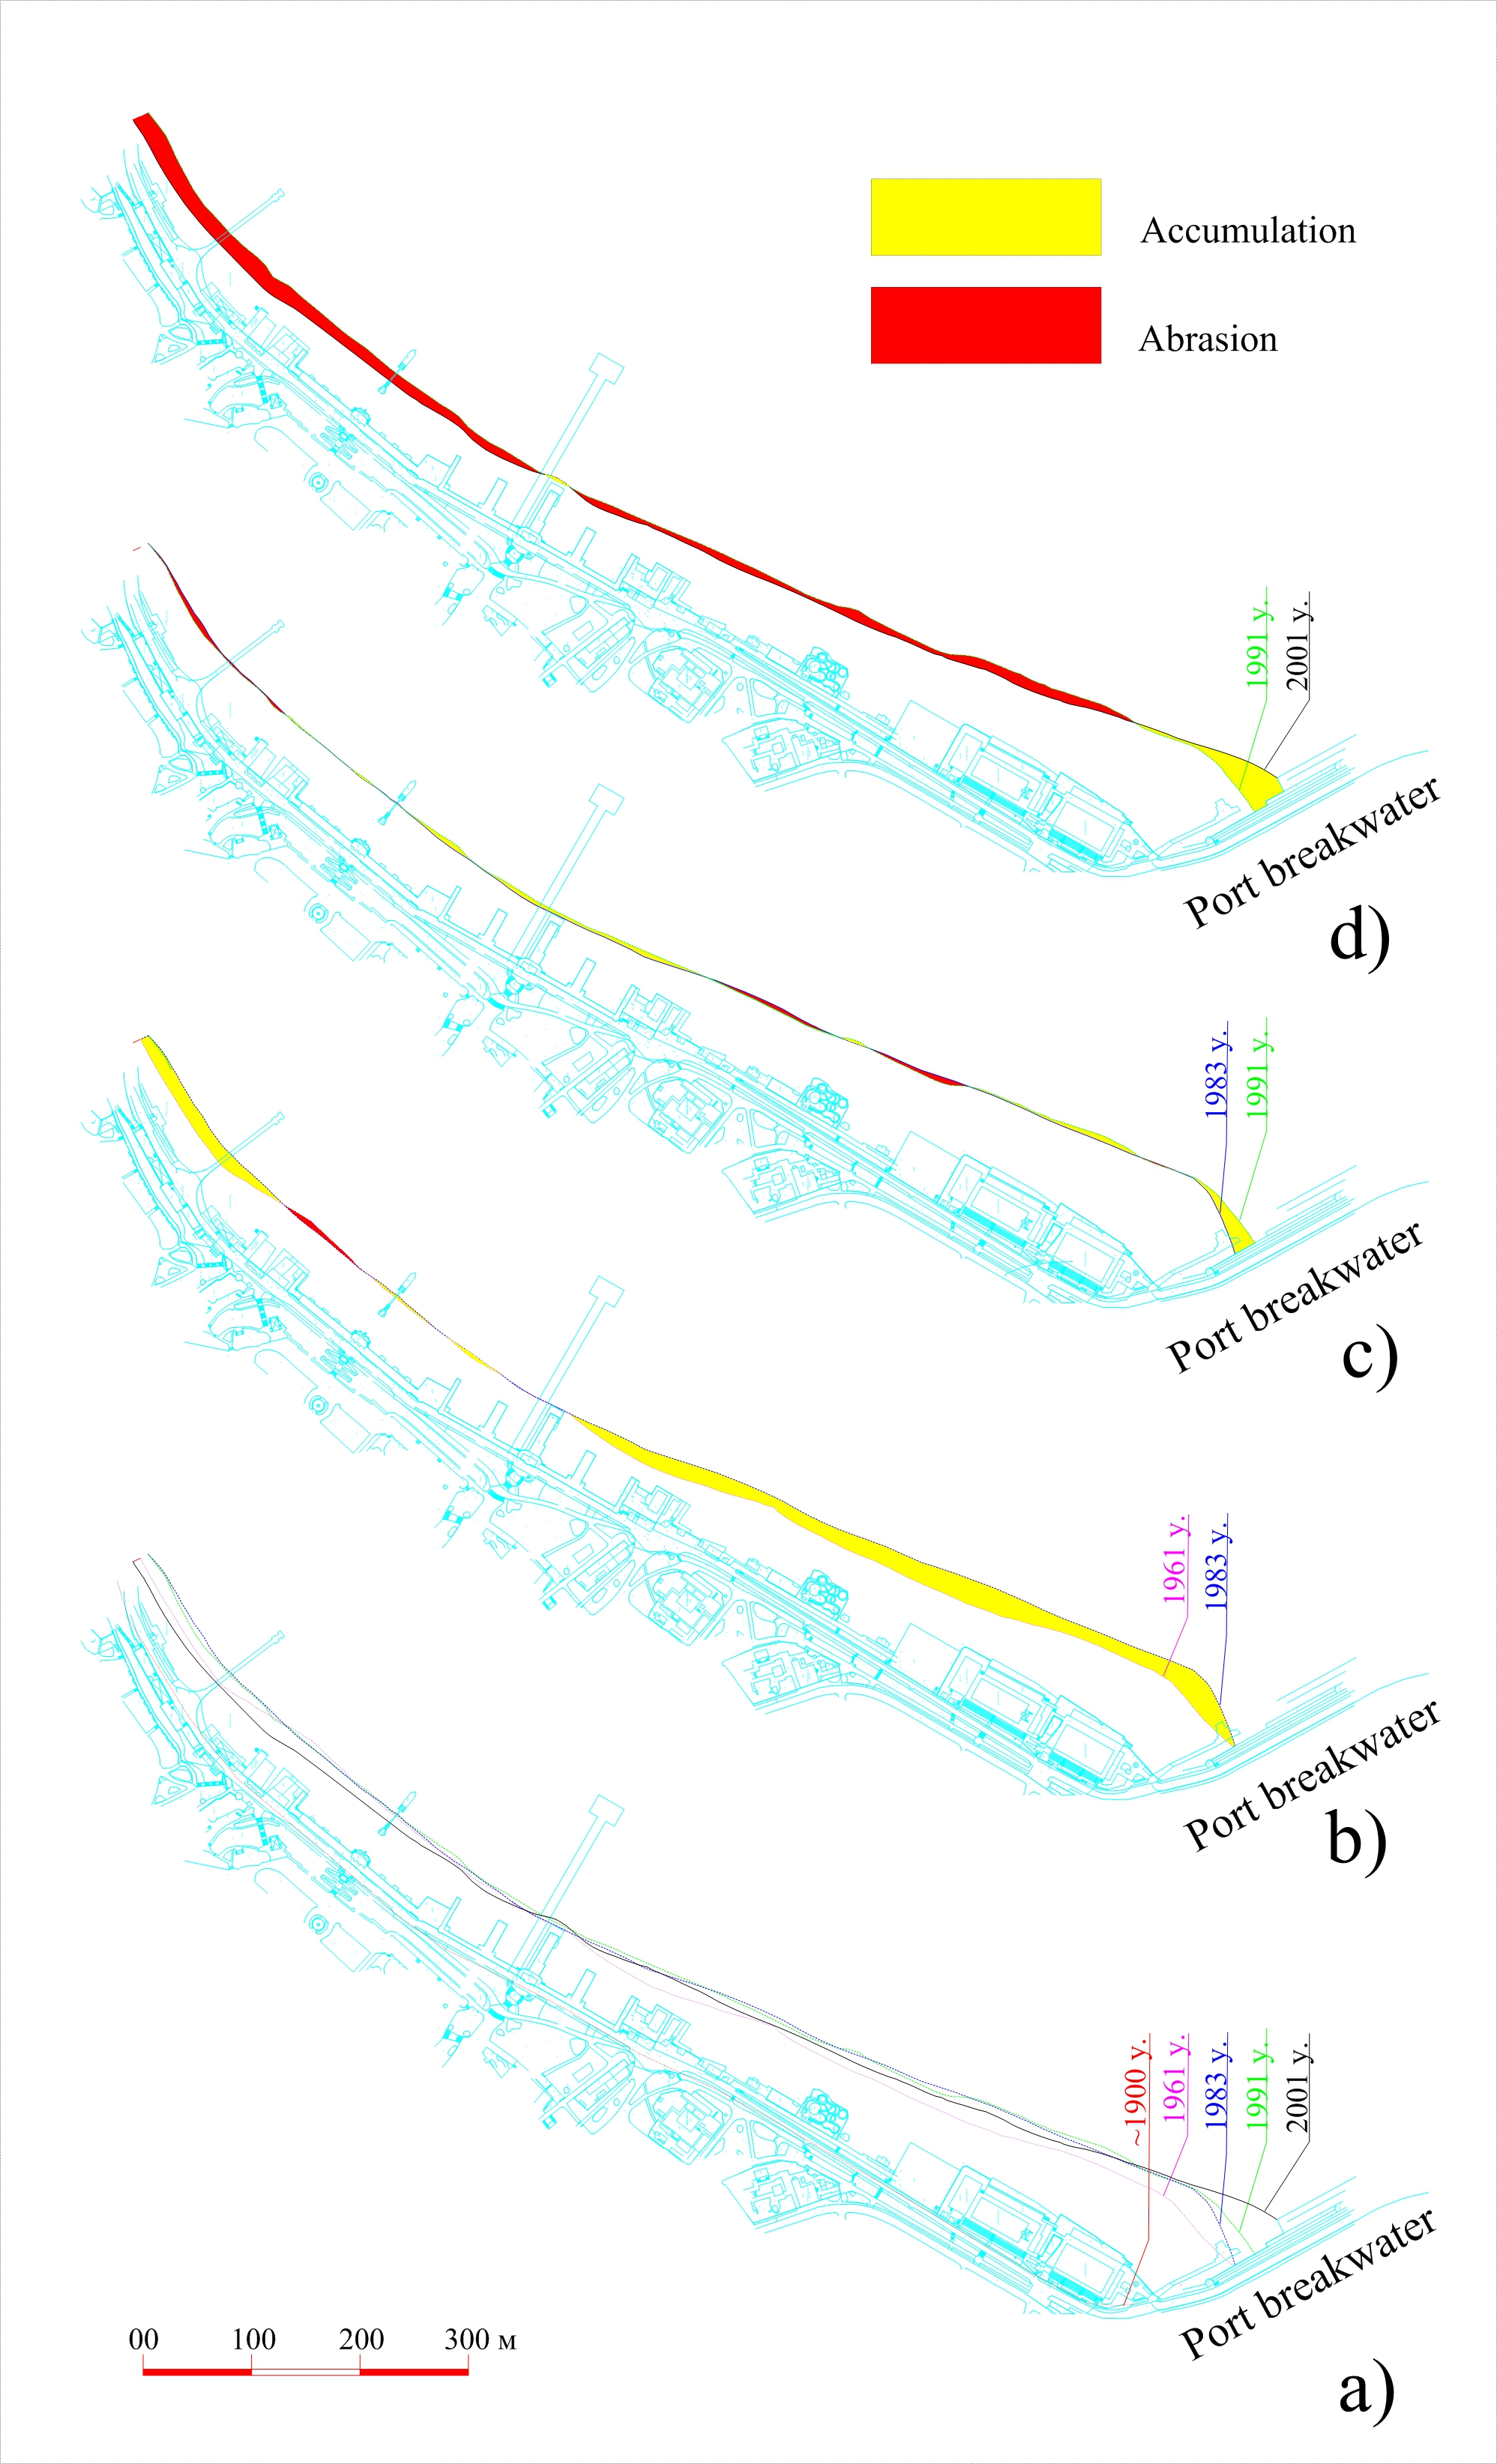 Accumulation
Abrasion
1991 y.
2001 y.
Port breakwater
d)
1983 y.
1991 y.
Port breakwater
c)
1961 y.
1983 y.
Port breakwater
b)
~1900 y.
1961 y.
1983 y.
1991 y.
2001 y.
Port breakwater
00 100 200 300 м
a)